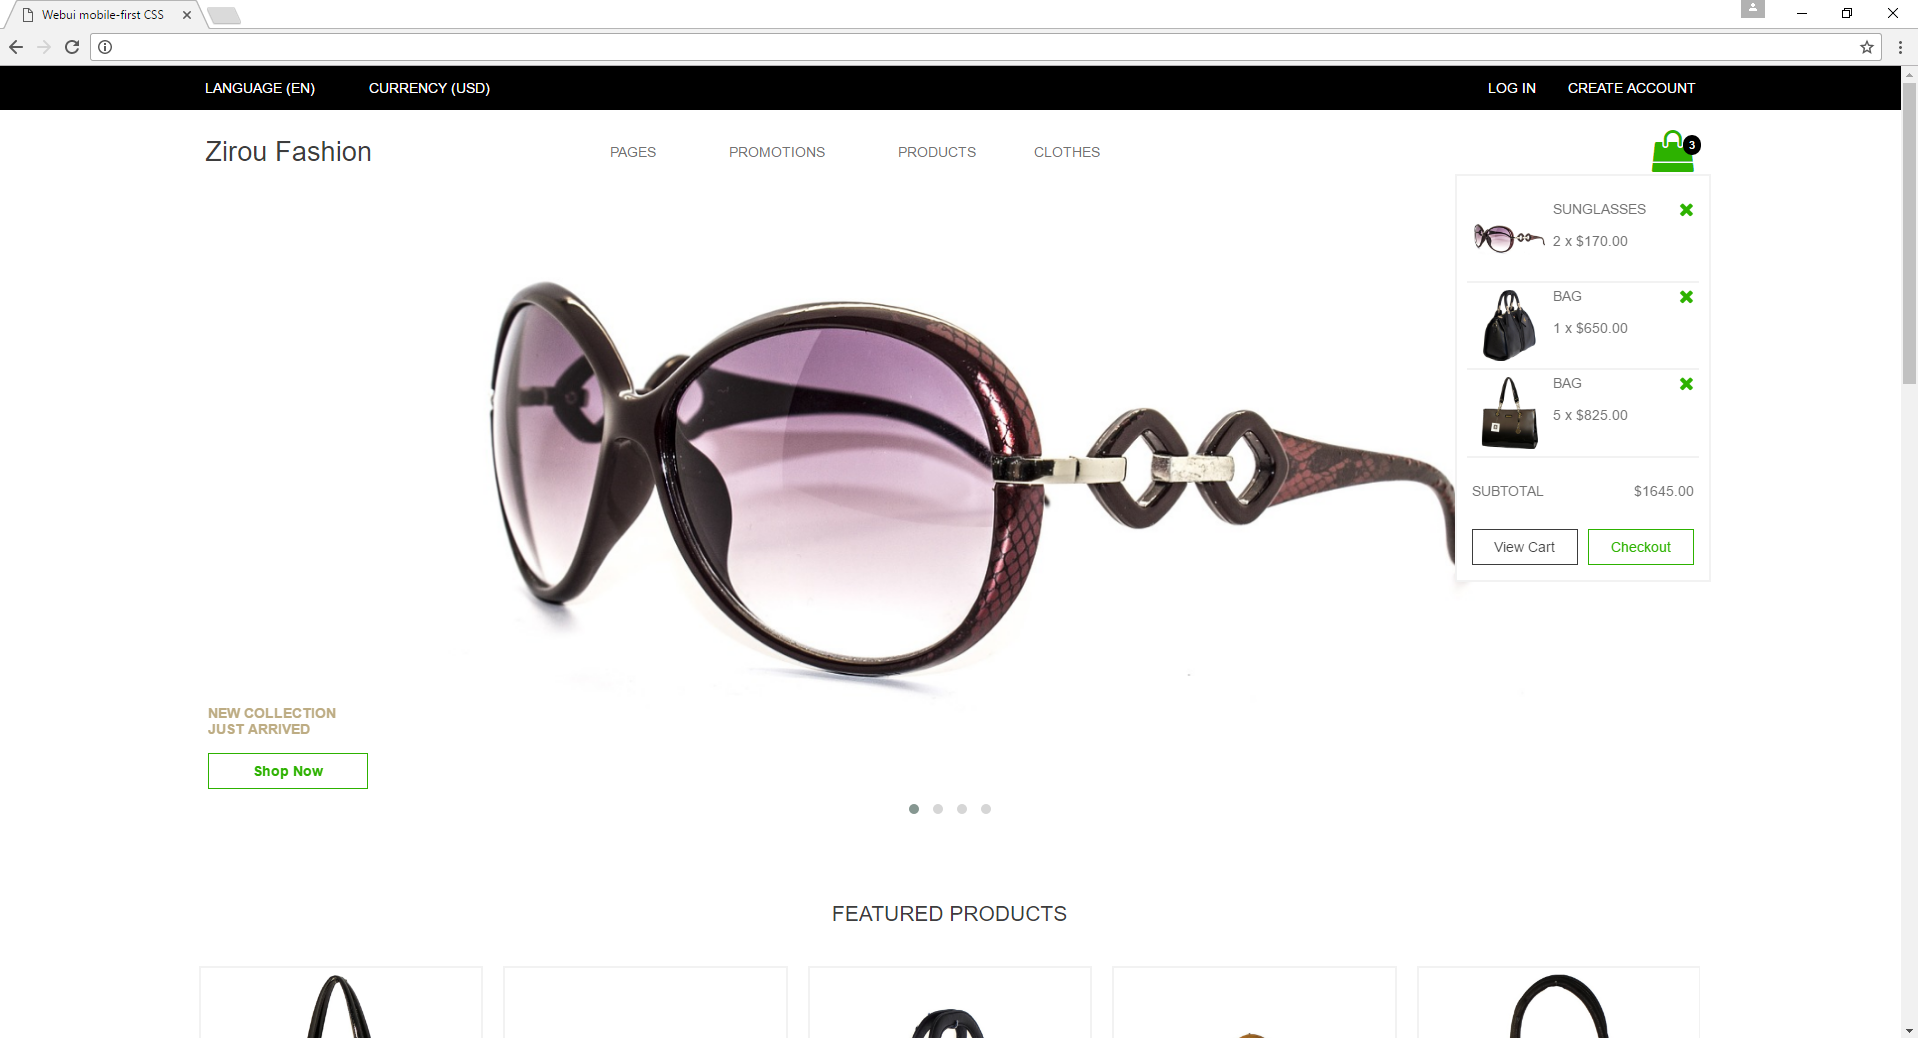 Webui mobile-first CSS
LANGUAGE (EN)
CURRENCY (USD)
LOG IN
CREATE ACCOUNT
Zirou Fashion
PAGES
PROMOTIONS
PRODUCTS
CLOTHES
3
SUNGLASSES
2 x $170.00
BAG
1 x $650.00
BAG
5 x $825.00
SUBTOTAL
$1645.00
View Cart
Checkout
NEW COLLECTION
JUST ARRIVED
Shop Now
FEATURED PRODUCTS